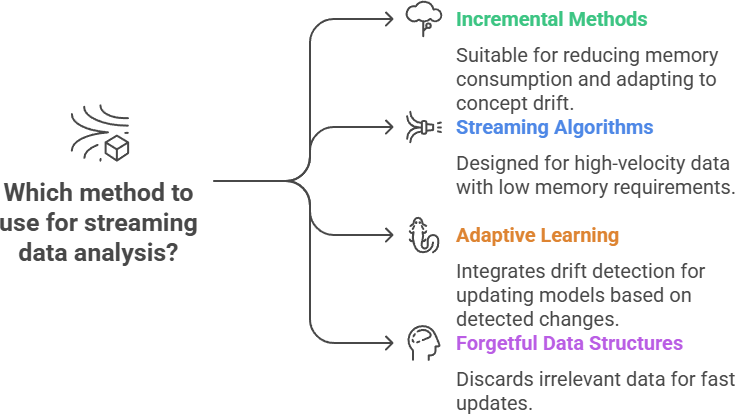 Which method to
use for streaming
data analysis?
Incremental Methods
Suitable for reducing memory
consumption and adapting to
concept drift.
Streaming Algorithms
Designed for high-velocity data
with low memory requirements.
Adaptive Learning
Integrates drift detection for
updating models based on
detected changes.
Forgetful Data Structures
Discards irrelevant data for fast
updates.